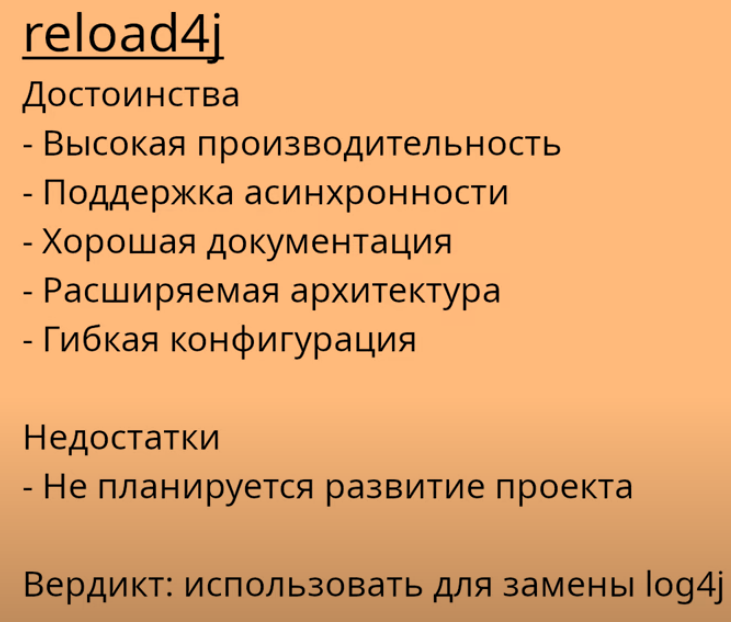 reload4j
Достоинства
- Высокая производительность
- Поддержка асинхронности
- Хорошая документация
- Расширяемая архитектура
- Гибкая конфигурация
Недостатки
- Не планируется развитие проекта
Вердикт: использовать для замены log4j